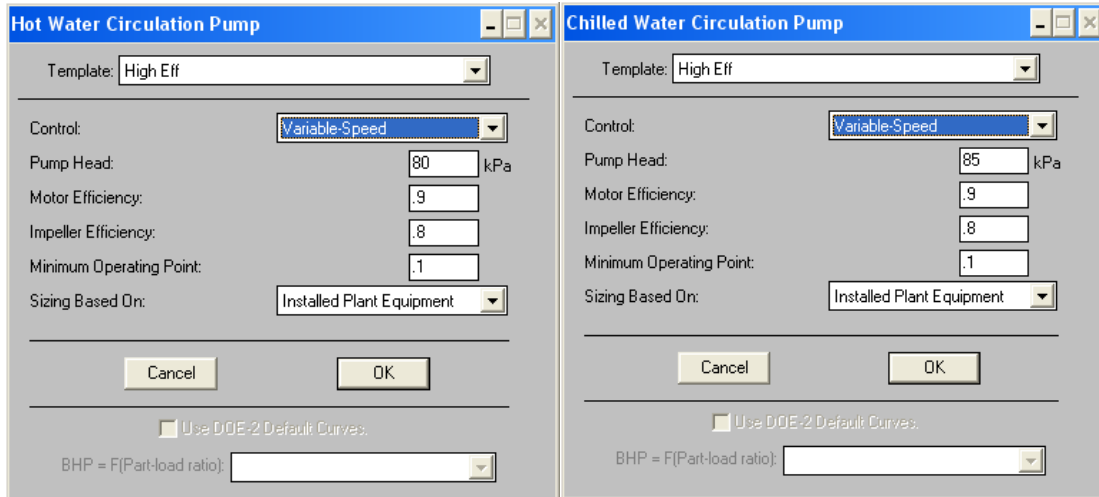 Hot Water Circulation Pump
Template: High Eff
Control: Variable-Speed
Pump Head: 80 kPa
Motor Efficiency: .9
Impeller Efficiency: .8
Minimum Operating Point: .1
Sizing Based On: Installed Plant Equipment
Cancel OK
Use DOE-2 Default Curves.
BHP = F(Part-load ratio):
Chilled Water Circulation Pump
Template: High Eff
Control: Variable-Speed
Pump Head: 85 kPa
Motor Efficiency: .9
Impeller Efficiency: .8
Minimum Operating Point: .1
Sizing Based On: Installed Plant Equipment
Cancel OK
Use DOE-2 Default Curves.
BHP = F(Part-load ratio):